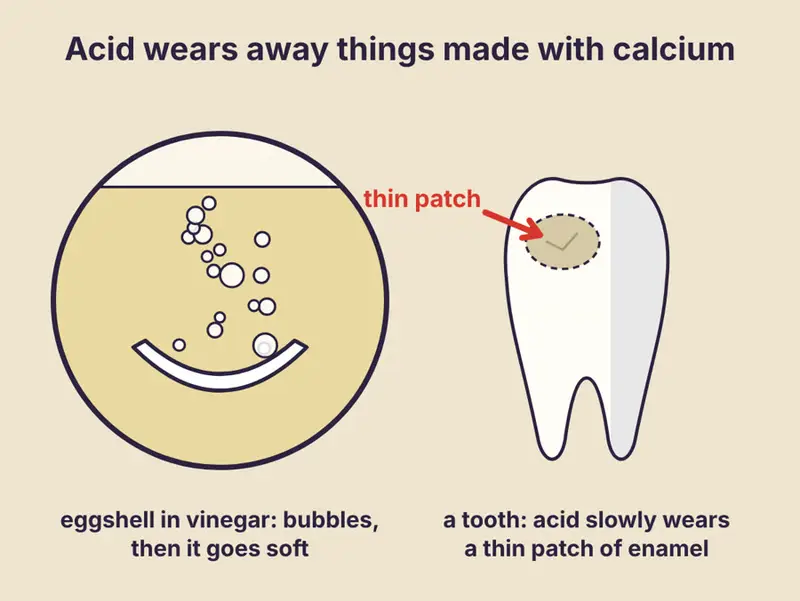 Acid wears away things made with calcium
thin patch
eggshell in vinegar: bubbles,
then it goes soft
a tooth: acid slowly wears
a thin patch of enamel